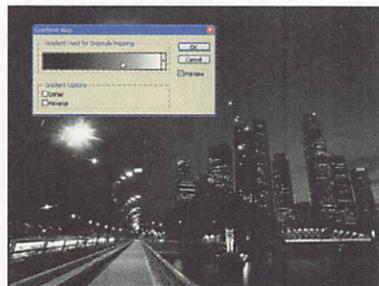 Gradient Map
Gradient Used for Grayscale Mapping
OK
Cancel
Preview
Gradient Options
Dither
Reverse